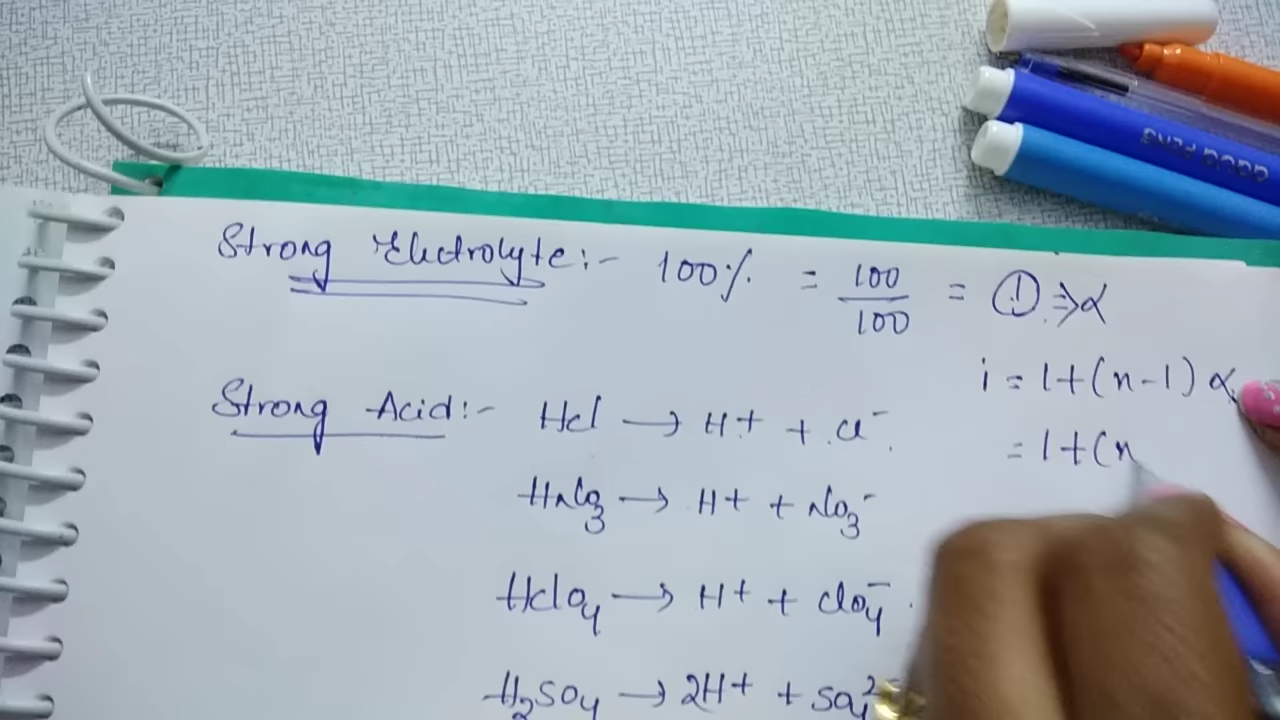 Strong Electrolyte:- 100% = 100/100 = 1 ⇒ α
i = 1+(n-1) α
Strong Acid:- Hcl → H+ + Cl⁻
= 1+(n
HNO₃ → H+ + NO₃⁻
HClO₄ → H+ + ClO₄⁻
H₂SO₄ → 2H+ + SO₄²